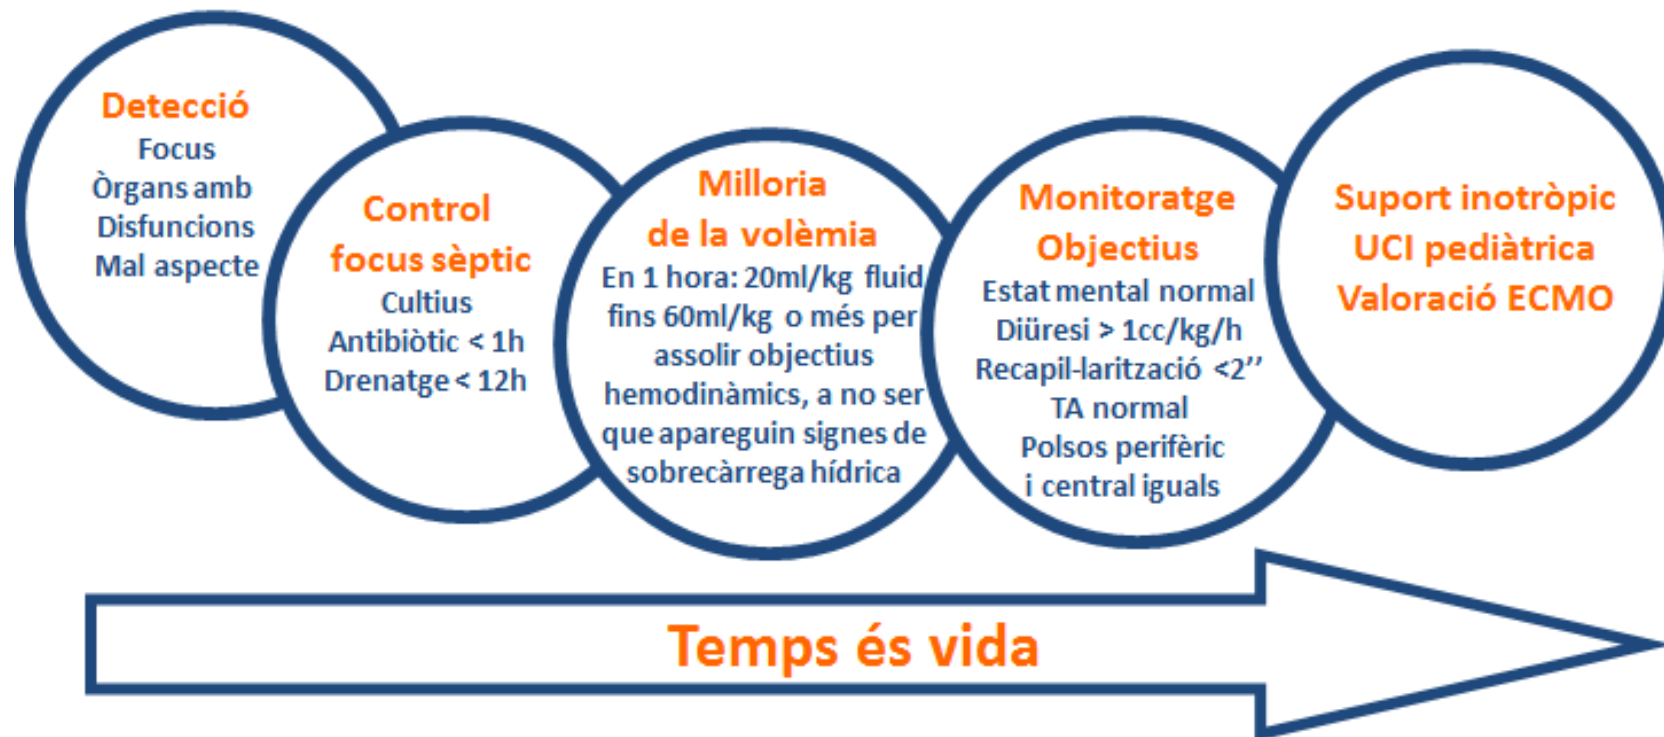 Detecció
Focus
Òrgans amb
Disfuncions
Mal aspecte
Control
focus sèptic
Cultius
Antibiòtic < 1h
Drenatge < 12h
Milloria
de la volèmia
En 1 hora: 20ml/kg fluid
fins 60ml/kg o més per
assolir objectius
hemodinàmics, a no ser
que apareguin signes de
sobrecàrrega hídrica
Monitoratge
Objectius
Estat mental normal
Diüresi > 1cc/kg/h
Recapil-larització <2’’
TA normal
Polsos perifèric
i central iguals
Suport inotròpic
UCI pediàtrica
Valoració ECMO
Temps és vida